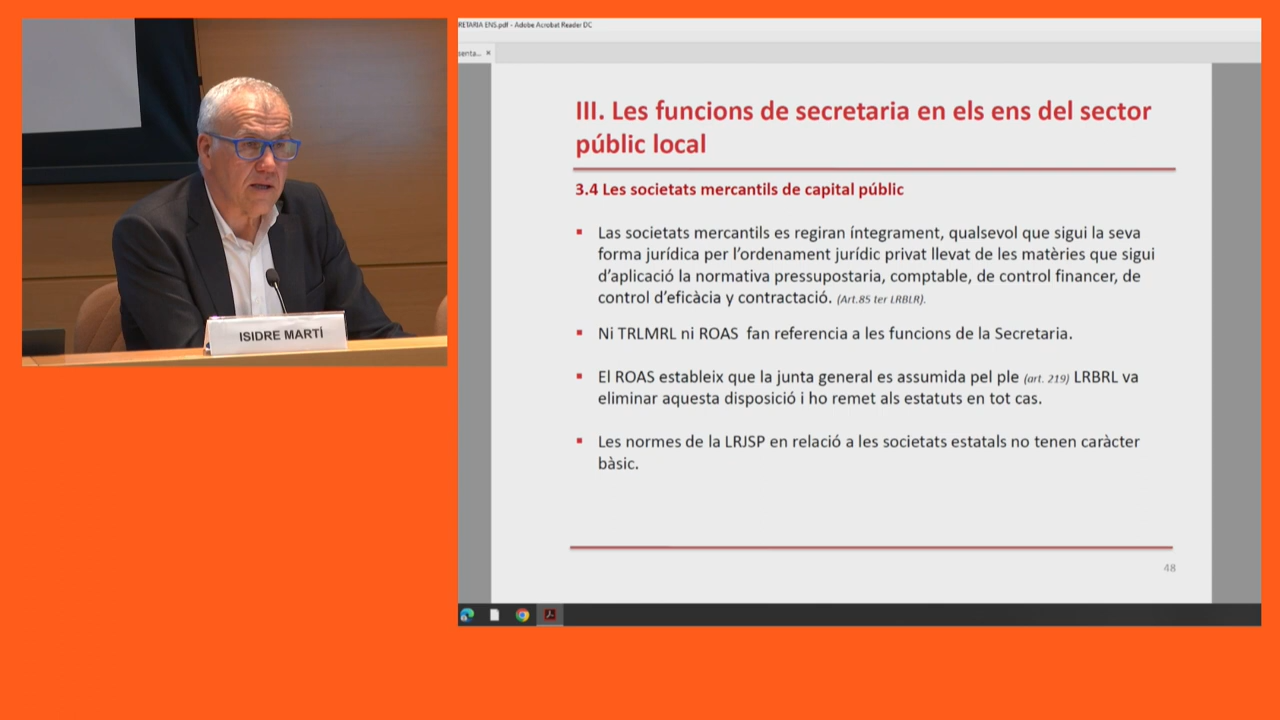 RETARIA ENS.pdf - Adobe Acrobat Reader DC
senta... ×
III. Les funcions de secretaria en els ens del sector
públic local
3.4 Les societats mercantils de capital públic
Las societats mercantils es regiran íntegrament, qualsevol que sigui la seva
forma jurídica per l'ordenament jurídic privat llevat de les matèries que sigui
d'aplicació la normativa pressupostaria, comptable, de control financer, de
control d'eficàcia y contractació. (Art.85 ter LRBLR).
Ni TRLMRL ni ROAS fan referencia a les funcions de la Secretaria.
El ROAS estableix que la junta general es assumida pel ple (art. 219) LRBRL va
eliminar aquesta disposició i ho remet als estatuts en tot cas.
Les normes de la LRJSP en relació a les societats estatals no tenen caràcter
bàsic.
48
ISIDRE MARTÍ